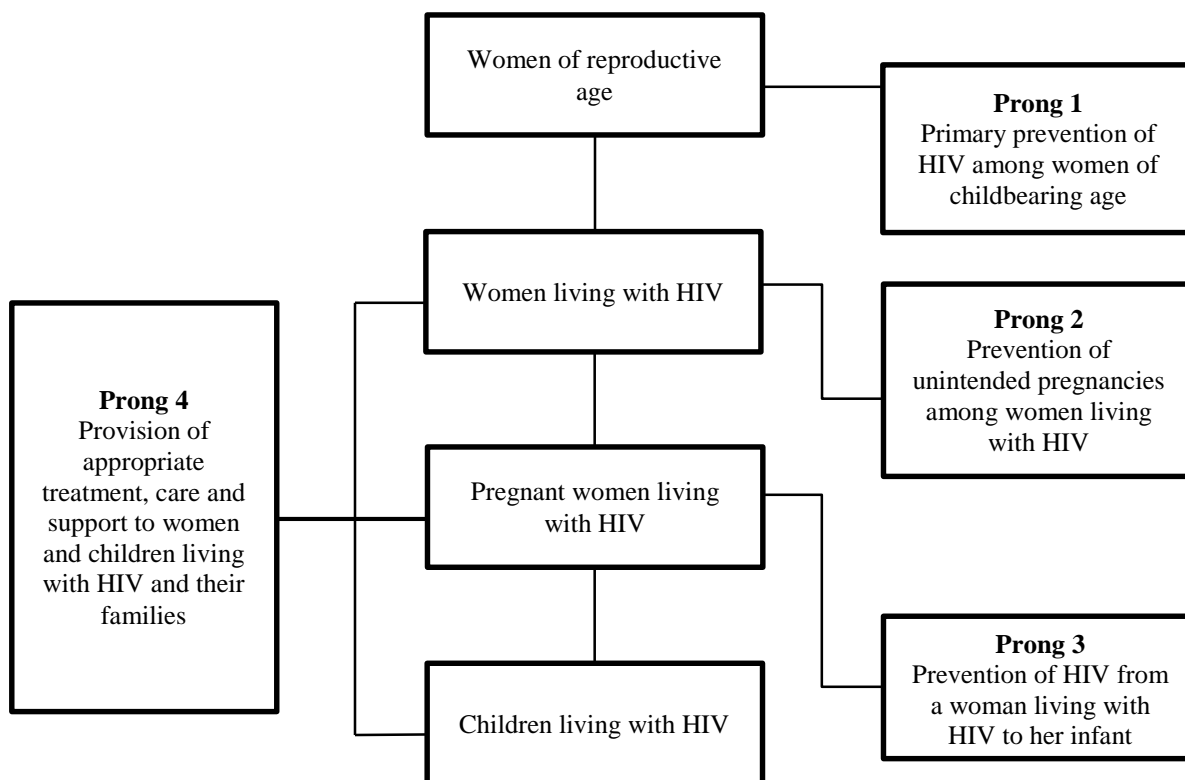 Women of reproductive
age
Prong 1
Primary prevention of
HIV among women of
childbearing age
Women living with HIV
Prong 2
Prevention of
unintended pregnancies
among women living
with HIV
Prong 4
Provision of
appropriate
treatment, care and
support to women
and children living
with HIV and their
families
Pregnant women living
with HIV
Prong 3
Prevention of HIV from
a woman living with
HIV to her infant
Children living with HIV